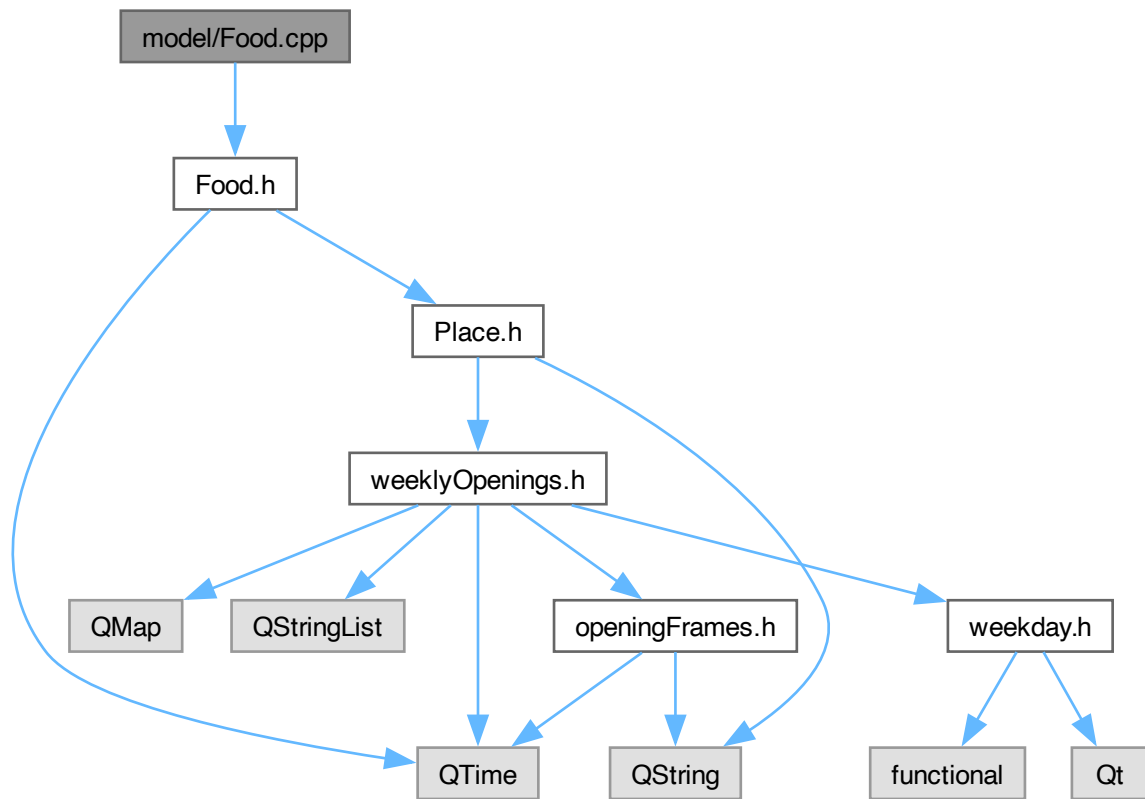 model/Food.cpp
Food.h
Place.h
weeklyOpenings.h
QMap
QStringList
openingFrames.h
weekday.h
QTime
QString
functional
Qt